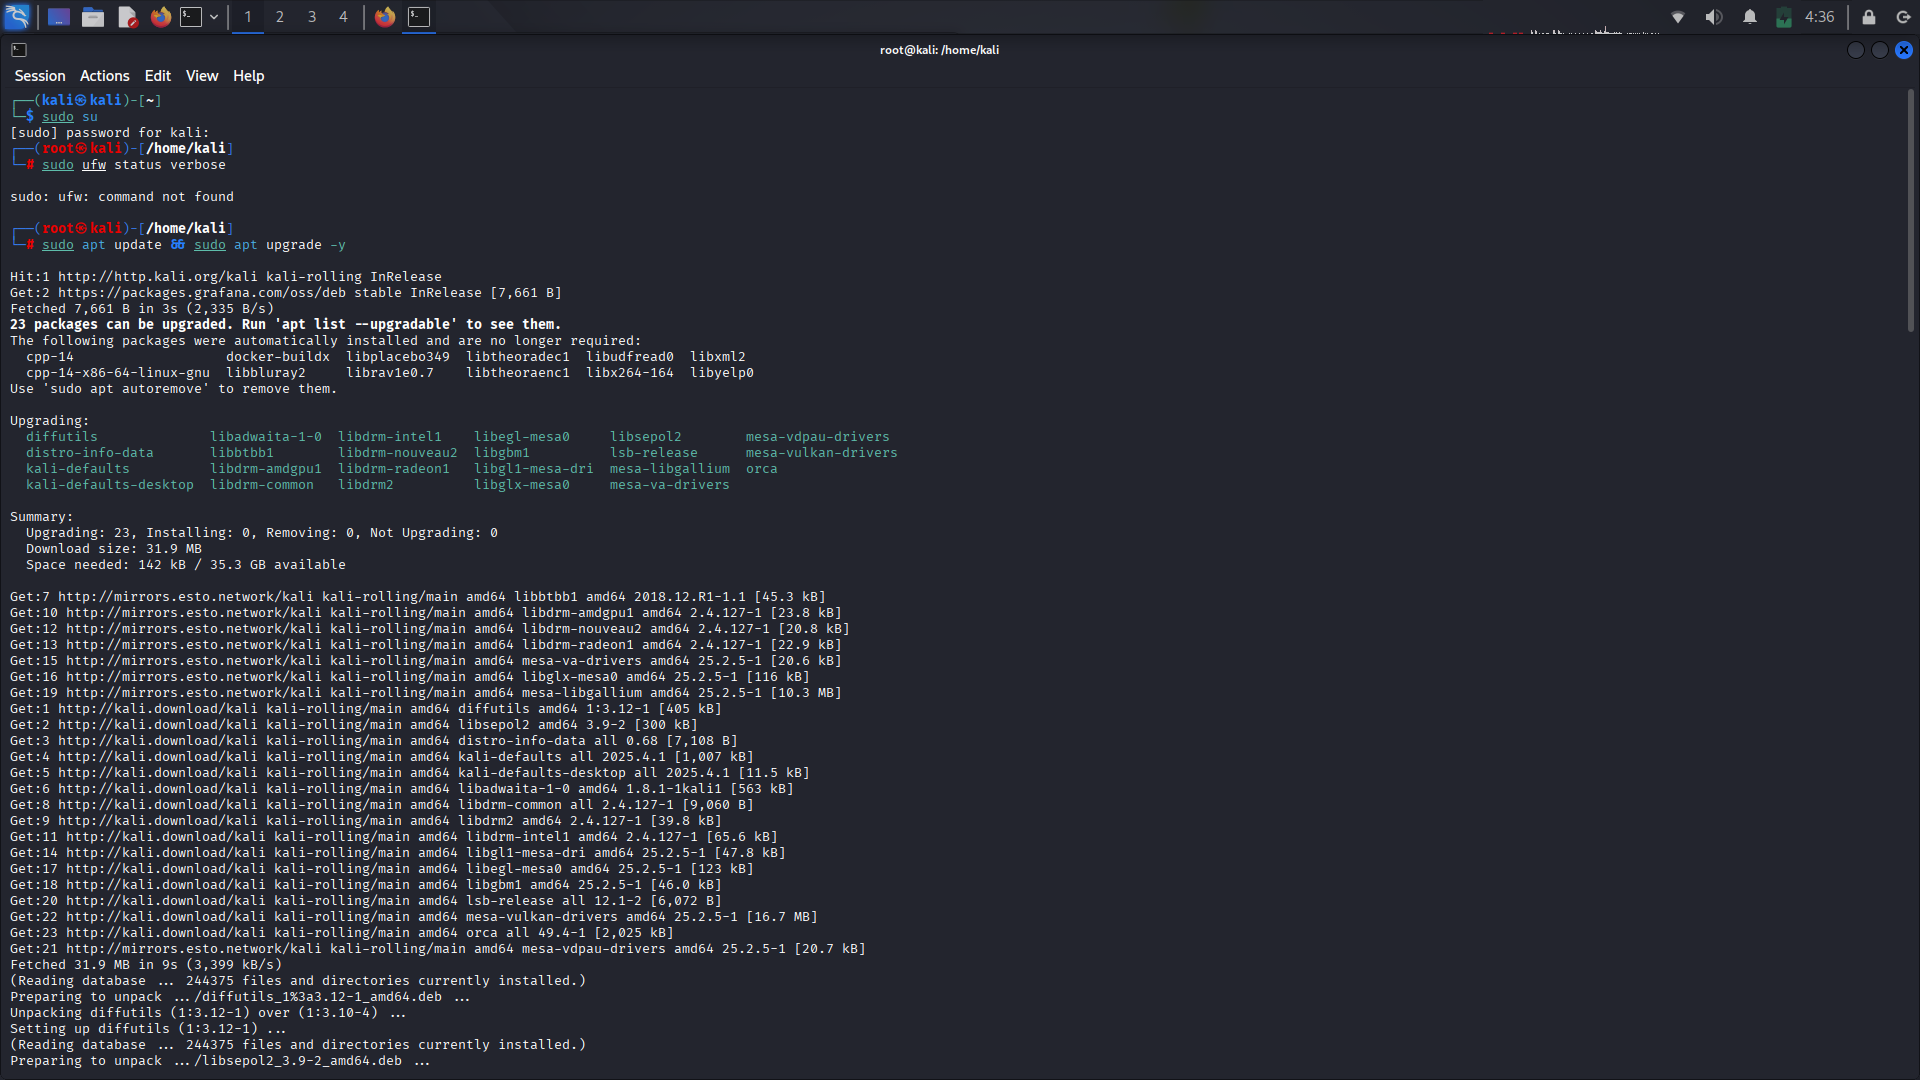 1 2 3 4 4:36
root@kali: /home/kali
Session Actions Edit View Help
┌──(kali㉿kali)-[~]
└─$ sudo su
[sudo] password for kali:
┌──(root㉿kali)-[/home/kali]
└─# sudo ufw status verbose
sudo: ufw: command not found
┌──(root㉿kali)-[/home/kali]
└─# sudo apt update && sudo apt upgrade -y
Hit:1 http://http.kali.org/kali kali-rolling InRelease
Get:2 https://packages.grafana.com/oss/deb stable InRelease [7,661 B]
Fetched 7,661 B in 3s (2,335 B/s)
23 packages can be upgraded. Run 'apt list --upgradable' to see them.
The following packages were automatically installed and are no longer required:
cpp-14 docker-buildx libplacebo349 libtheoradec1 libudfread0 libxml2
cpp-14-x86-64-linux-gnu libbluray2 librav1e0.7 libtheoraenc1 libx264-164 libyelp0
Use 'sudo apt autoremove' to remove them.
Upgrading:
diffutils libadwaita-1-0 libdrm-intel1 libegl-mesa0 libsepol2 mesa-vdpau-drivers
distro-info-data libbtbb1 libdrm-nouveau2 libgbm1 lsb-release mesa-vulkan-drivers
kali-defaults libdrm-amdgpu1 libdrm-radeon1 libgl1-mesa-dri mesa-libgallium orca
kali-defaults-desktop libdrm-common libdrm2 libglx-mesa0 mesa-va-drivers
Summary:
Upgrading: 23, Installing: 0, Removing: 0, Not Upgrading: 0
Download size: 31.9 MB
Space needed: 142 kB / 35.3 GB available
Get:7 http://mirrors.esto.network/kali kali-rolling/main amd64 libbtbb1 amd64 2018.12.R1-1.1 [45.3 kB]
Get:10 http://mirrors.esto.network/kali kali-rolling/main amd64 libdrm-amdgpu1 amd64 2.4.127-1 [23.8 kB]
Get:12 http://mirrors.esto.network/kali kali-rolling/main amd64 libdrm-nouveau2 amd64 2.4.127-1 [20.8 kB]
Get:13 http://mirrors.esto.network/kali kali-rolling/main amd64 libdrm-radeon1 amd64 2.4.127-1 [22.9 kB]
Get:15 http://mirrors.esto.network/kali kali-rolling/main amd64 mesa-va-drivers amd64 25.2.5-1 [20.6 kB]
Get:16 http://mirrors.esto.network/kali kali-rolling/main amd64 libglx-mesa0 amd64 25.2.5-1 [116 kB]
Get:19 http://mirrors.esto.network/kali kali-rolling/main amd64 mesa-libgallium amd64 25.2.5-1 [10.3 MB]
Get:1 http://kali.download/kali kali-rolling/main amd64 diffutils amd64 1:3.12-1 [405 kB]
Get:2 http://kali.download/kali kali-rolling/main amd64 libsepol2 amd64 3.9-2 [300 kB]
Get:3 http://kali.download/kali kali-rolling/main amd64 distro-info-data all 0.68 [7,108 B]
Get:4 http://kali.download/kali kali-rolling/main amd64 kali-defaults all 2025.4.1 [1,007 kB]
Get:5 http://kali.download/kali kali-rolling/main amd64 kali-defaults-desktop all 2025.4.1 [11.5 kB]
Get:6 http://kali.download/kali kali-rolling/main amd64 libadwaita-1-0 amd64 1.8.1-1kali1 [563 kB]
Get:8 http://kali.download/kali kali-rolling/main amd64 libdrm-common all 2.4.127-1 [9,060 B]
Get:9 http://kali.download/kali kali-rolling/main amd64 libdrm2 amd64 2.4.127-1 [39.8 kB]
Get:11 http://kali.download/kali kali-rolling/main amd64 libdrm-intel1 amd64 2.4.127-1 [65.6 kB]
Get:14 http://kali.download/kali kali-rolling/main amd64 libgl1-mesa-dri amd64 25.2.5-1 [47.8 kB]
Get:17 http://kali.download/kali kali-rolling/main amd64 libegl-mesa0 amd64 25.2.5-1 [123 kB]
Get:18 http://kali.download/kali kali-rolling/main amd64 libgbm1 amd64 25.2.5-1 [46.0 kB]
Get:20 http://kali.download/kali kali-rolling/main amd64 lsb-release all 12.1-2 [6,072 B]
Get:22 http://kali.download/kali kali-rolling/main amd64 mesa-vulkan-drivers amd64 25.2.5-1 [16.7 MB]
Get:23 http://kali.download/kali kali-rolling/main amd64 orca all 49.4-1 [2,025 kB]
Get:21 http://mirrors.esto.network/kali kali-rolling/main amd64 mesa-vdpau-drivers amd64 25.2.5-1 [20.7 kB]
Fetched 31.9 MB in 9s (3,399 kB/s)
(Reading database ... 244375 files and directories currently installed.)
Preparing to unpack .../diffutils_1%3a3.12-1_amd64.deb ...
Unpacking diffutils (1:3.12-1) over (1:3.10-4) ...
Setting up diffutils (1:3.12-1) ...
(Reading database ... 244375 files and directories currently installed.)
Preparing to unpack .../libsepol2_3.9-2_amd64.deb ...